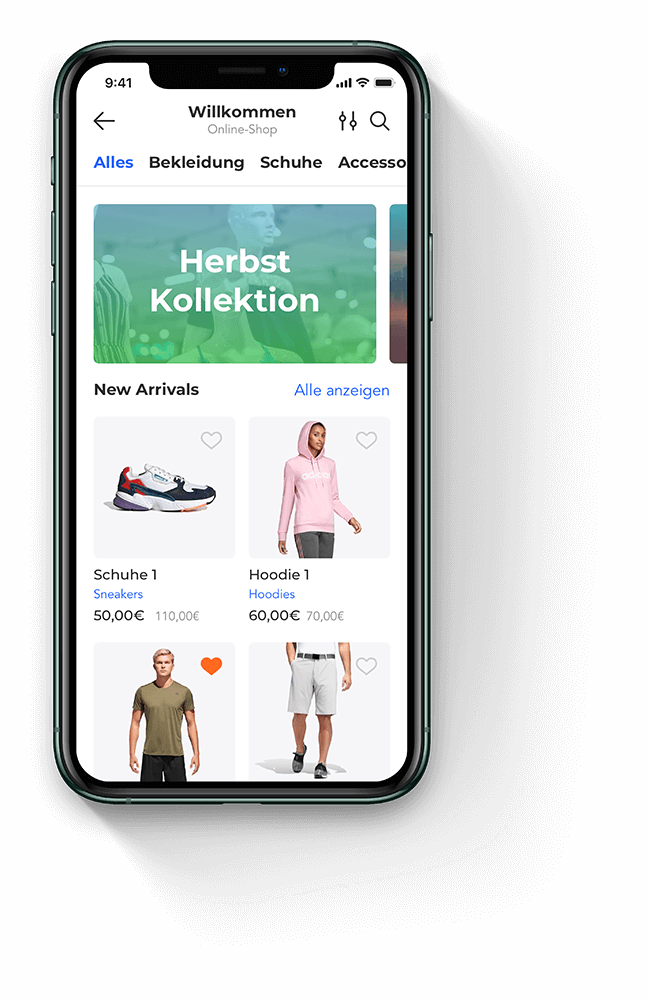 9:41
Willkommen
Online-Shop
Alles Bekleidung Schuhe Accesso
Herbst
Kollektion
New Arrivals Alle anzeigen
adidas
Schuhe 1 Hoodie 1
Sneakers Hoodies
50,00€ 110,00€ 60,00€ 70,00€